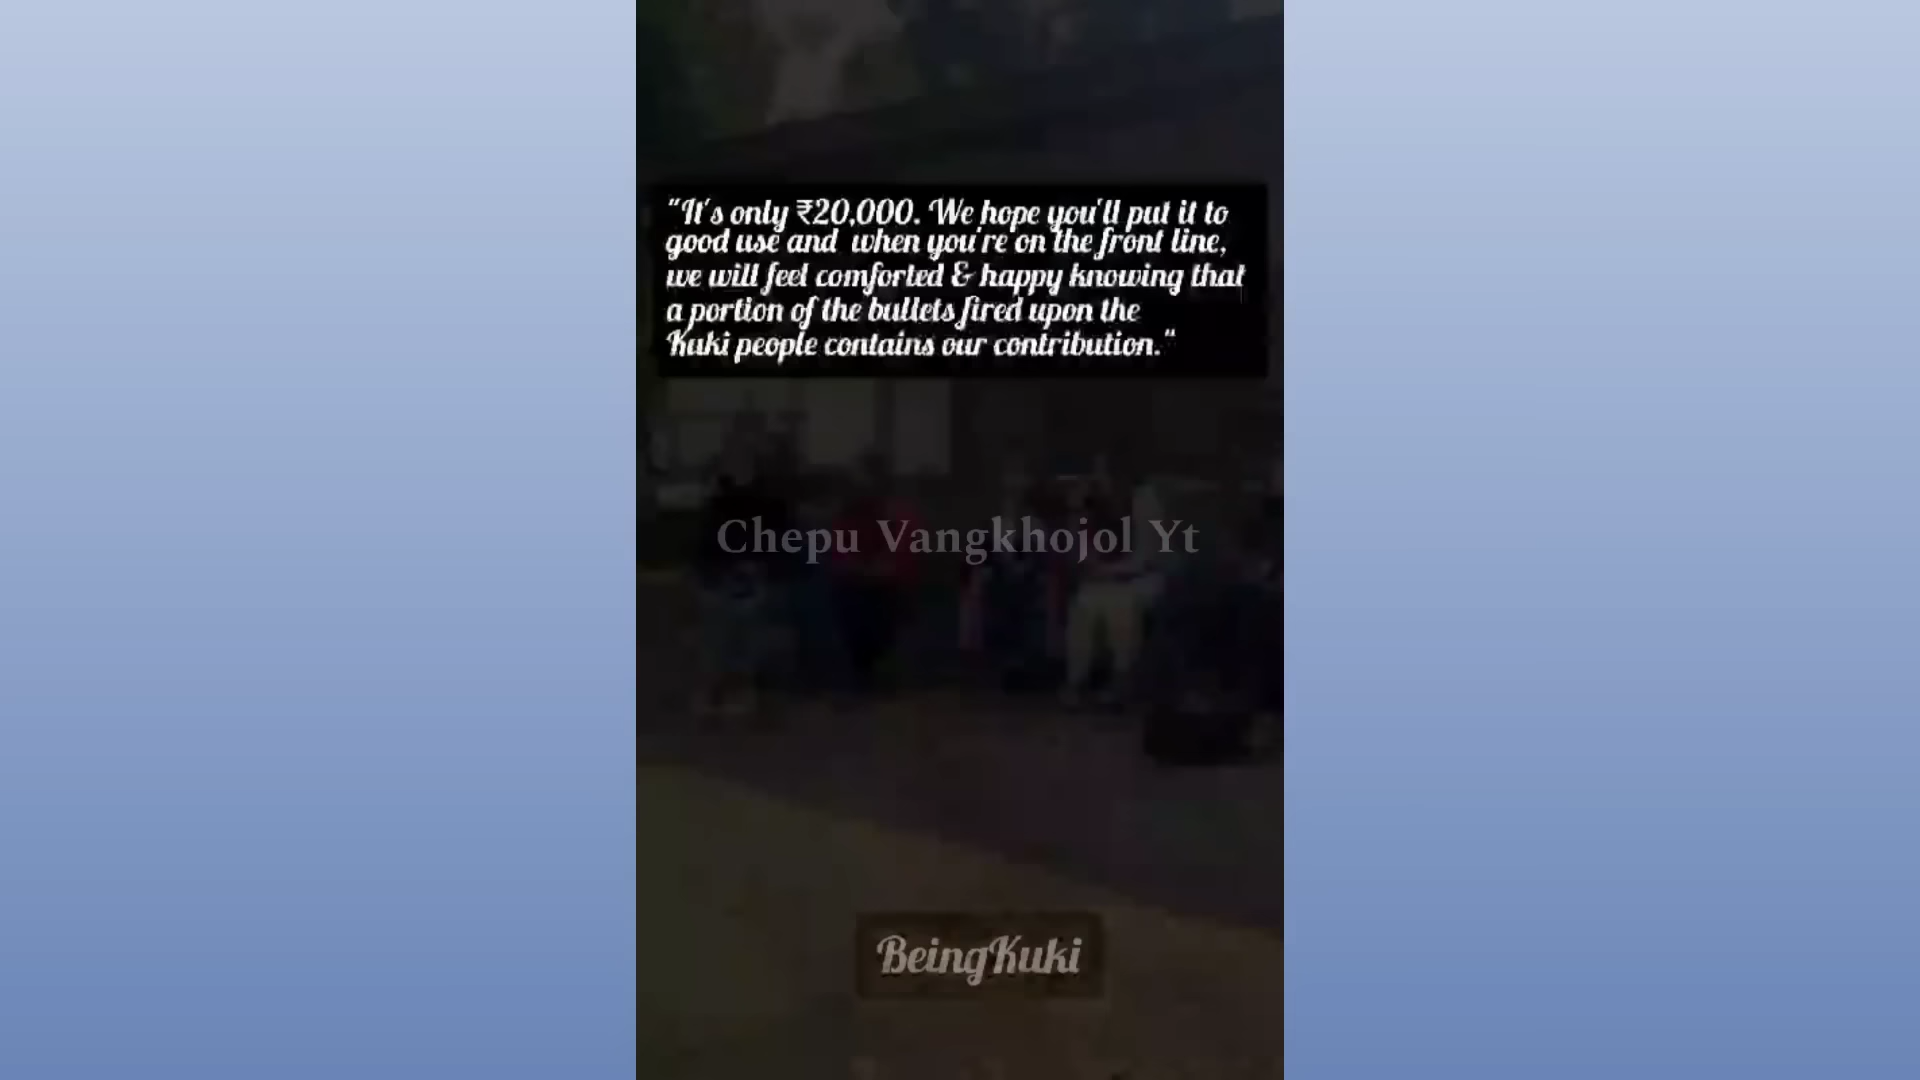 "It's only ₹20,000. We hope you'll put it to
good use and when you're on the front line,
we will feel comforted & happy knowing that
a portion of the bullets fired upon the
Kuki people contains our contribution."
Chepu Vangkhojol Yt
BeingKuki